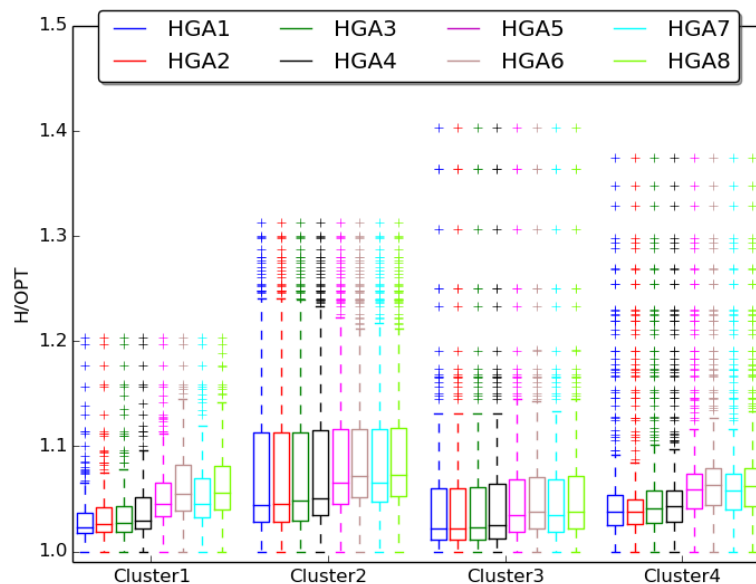 HGA1 HGA3 HGA5 HGA7
HGA2 HGA4 HGA6 HGA8
1.5
1.4
1.3
1.2
1.1
1.0
H/OPT
Cluster1 Cluster2 Cluster3 Cluster4